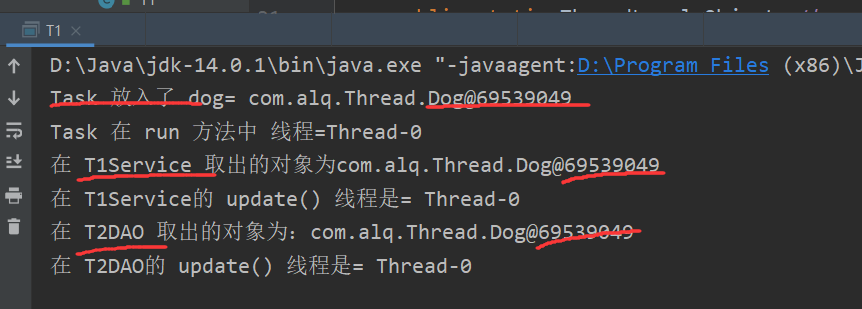 T1
D:\Java\jdk-14.0.1\bin\java.exe "-javaagent:D:\Program Files (x86)\J
Task 放入了 dog= com.alq.Thread.Dog@69539049
Task 在 run 方法中 线程=Thread-0
在 T1Service 取出的对象为com.alq.Thread.Dog@69539049
在 T1Service的 update() 线程是= Thread-0
在 T2DAO 取出的对象为：com.alq.Thread.Dog@69539049
在 T2DAO的 update() 线程是= Thread-0